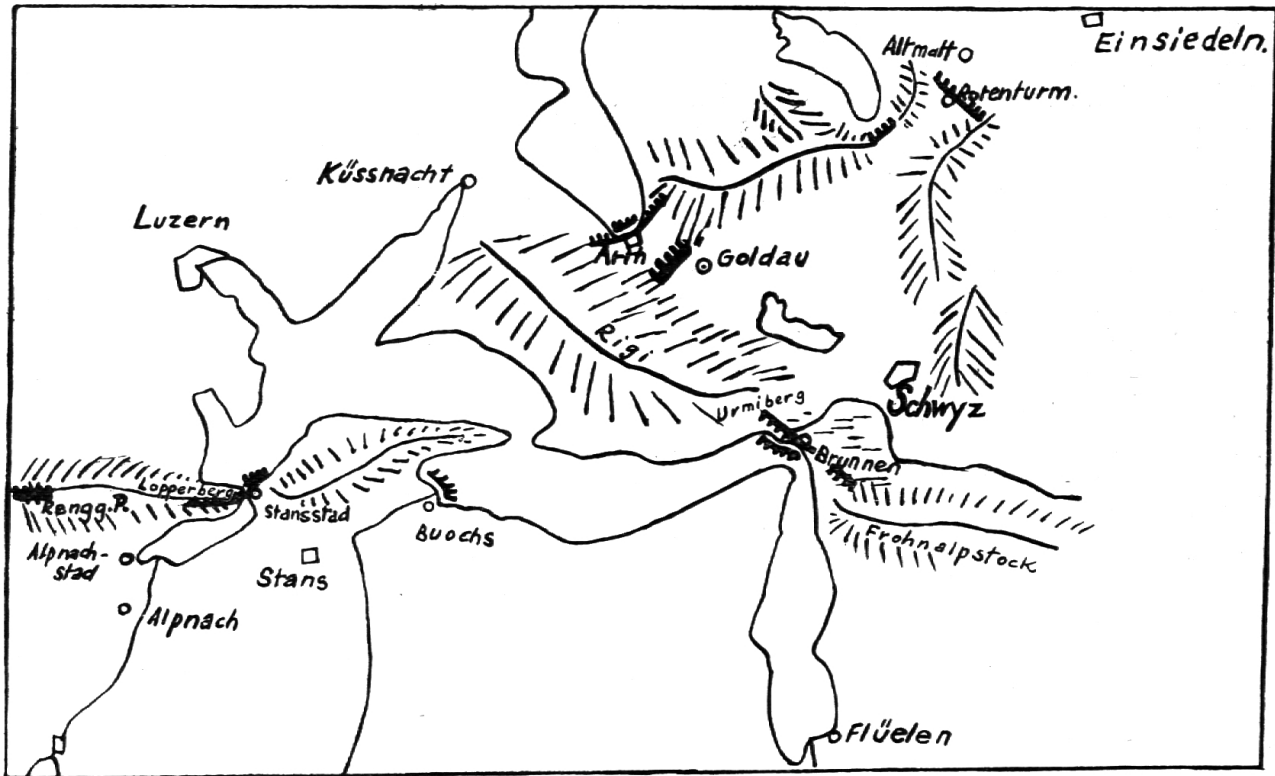 Einsiedeln.
Altmatt
Rotenturm.
Küssnacht
Luzern
Arth
Goldau
Rigi
Schwyz
Urmiberg
Brunnen
Lopperberg
Rengg.P.
Stansstad
Buochs
Frohnalpstock
Alpnach-
stad
Stans
Alpnach
Flüelen